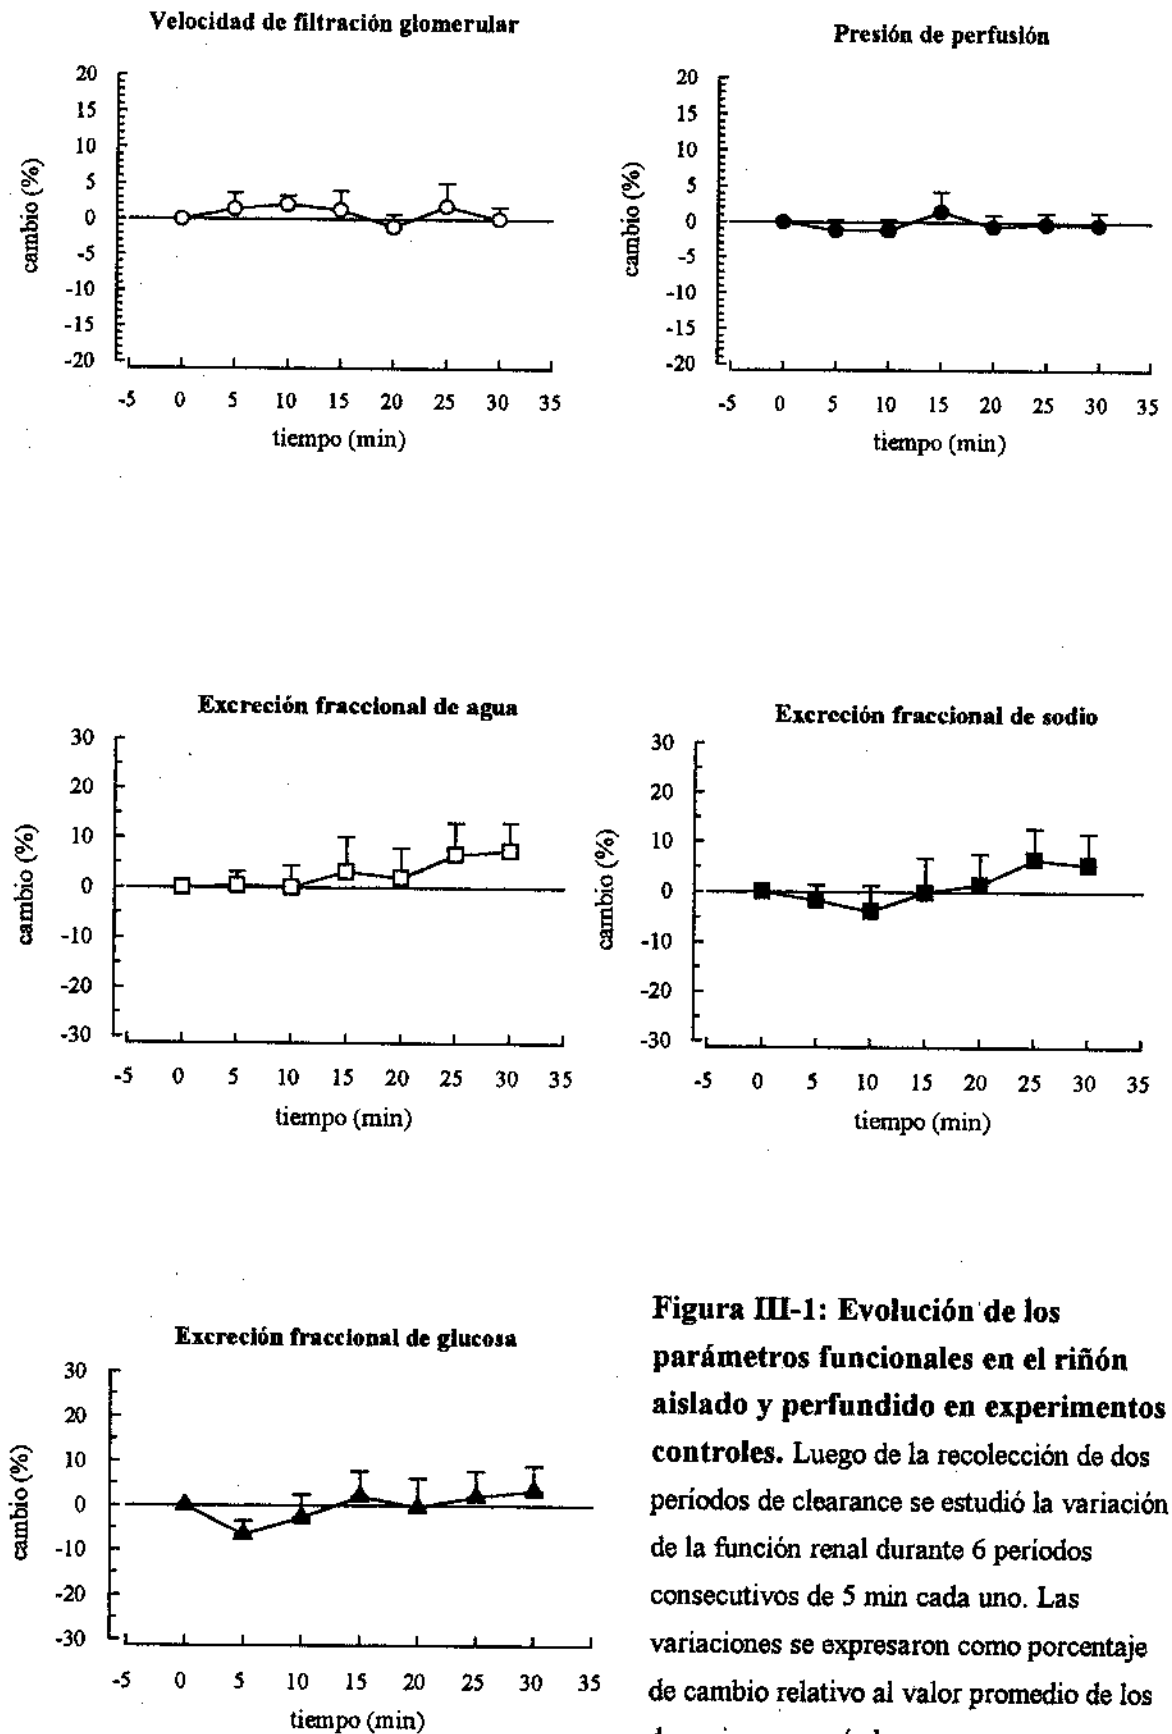 Velocidad de filtración glomerular
20
15
10
5
0
-5
-10
-15
-20
cambio (%)
-5 0 5 10 15 20 25 30 35
tiempo (min)
Presión de perfusión
20
15
10
5
0
-5
-10
-15
-20
cambio (%)
-5 0 5 10 15 20 25 30 35
tiempo (min)
Excreción fraccional de agua
30
20
10
0
-10
-20
-30
cambio (%)
-5 0 5 10 15 20 25 30 35
tiempo (min)
Excreción fraccional de sodio
30
20
10
0
-10
-20
-30
cambio (%)
-5 0 5 10 15 20 25 30 35
tiempo (min)
Excreción fraccional de glucosa
30
20
10
0
-10
-20
-30
cambio (%)
-5 0 5 10 15 20 25 30 35
tiempo (min)
Figura III-1: Evolución de los
parámetros funcionales en el riñón
aislado y perfundido en experimentos
controles. Luego de la recolección de dos
períodos de clearance se estudió la variación
de la función renal durante 6 períodos
consecutivos de 5 min cada uno. Las
variaciones se expresaron como porcentaje
de cambio relativo al valor promedio de los